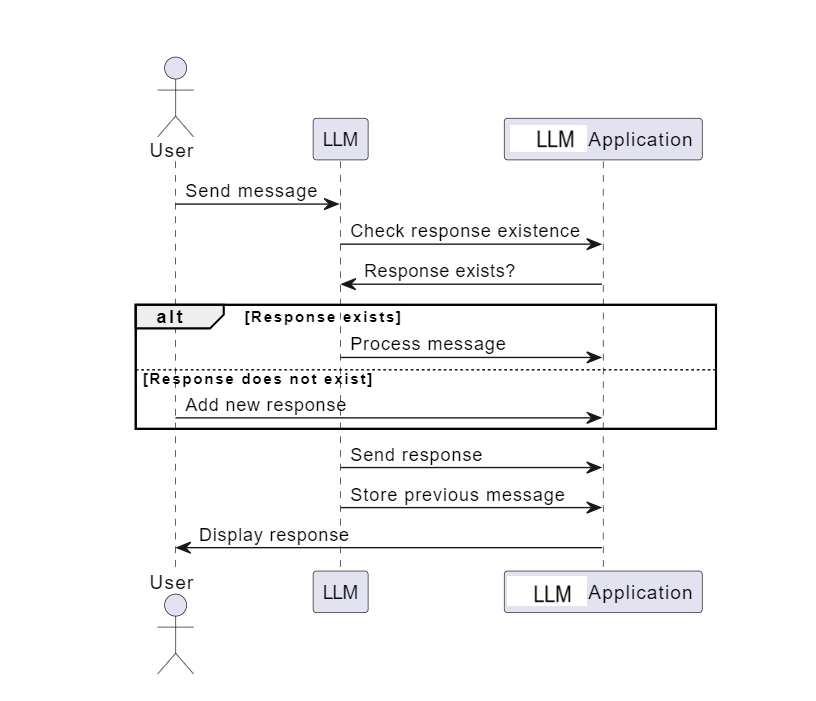 User
LLM
LLM Application
Send message
Check response existence
Response exists?
alt [Response exists]
Process message
[Response does not exist]
Add new response
Send response
Store previous message
Display response
User
LLM
LLM Application